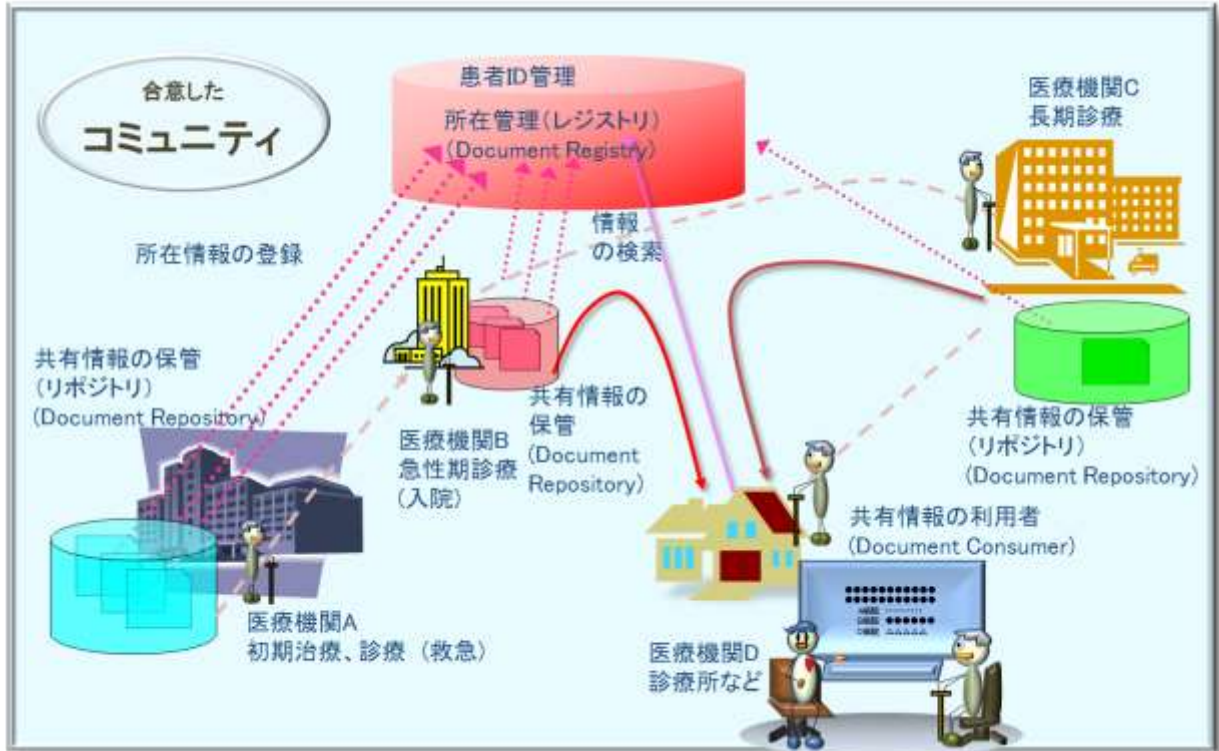 合意した
コミュニティ
患者ID管理
所在管理(レジストリ)
(Document Registry)
医療機関C
長期診療
所在情報の登録
情報
の検索
共有情報の保管
(リポジトリ)
(Document Repository)
医療機関B
急性期診療
(入院)
共有情報の
保管
(Document
Repository)
共有情報の保管
(リポジトリ)
(Document Repository)
共有情報の利用者
(Document Consumer)
医療機関A
初期治療、診療 (救急)
医療機関D
診療所など